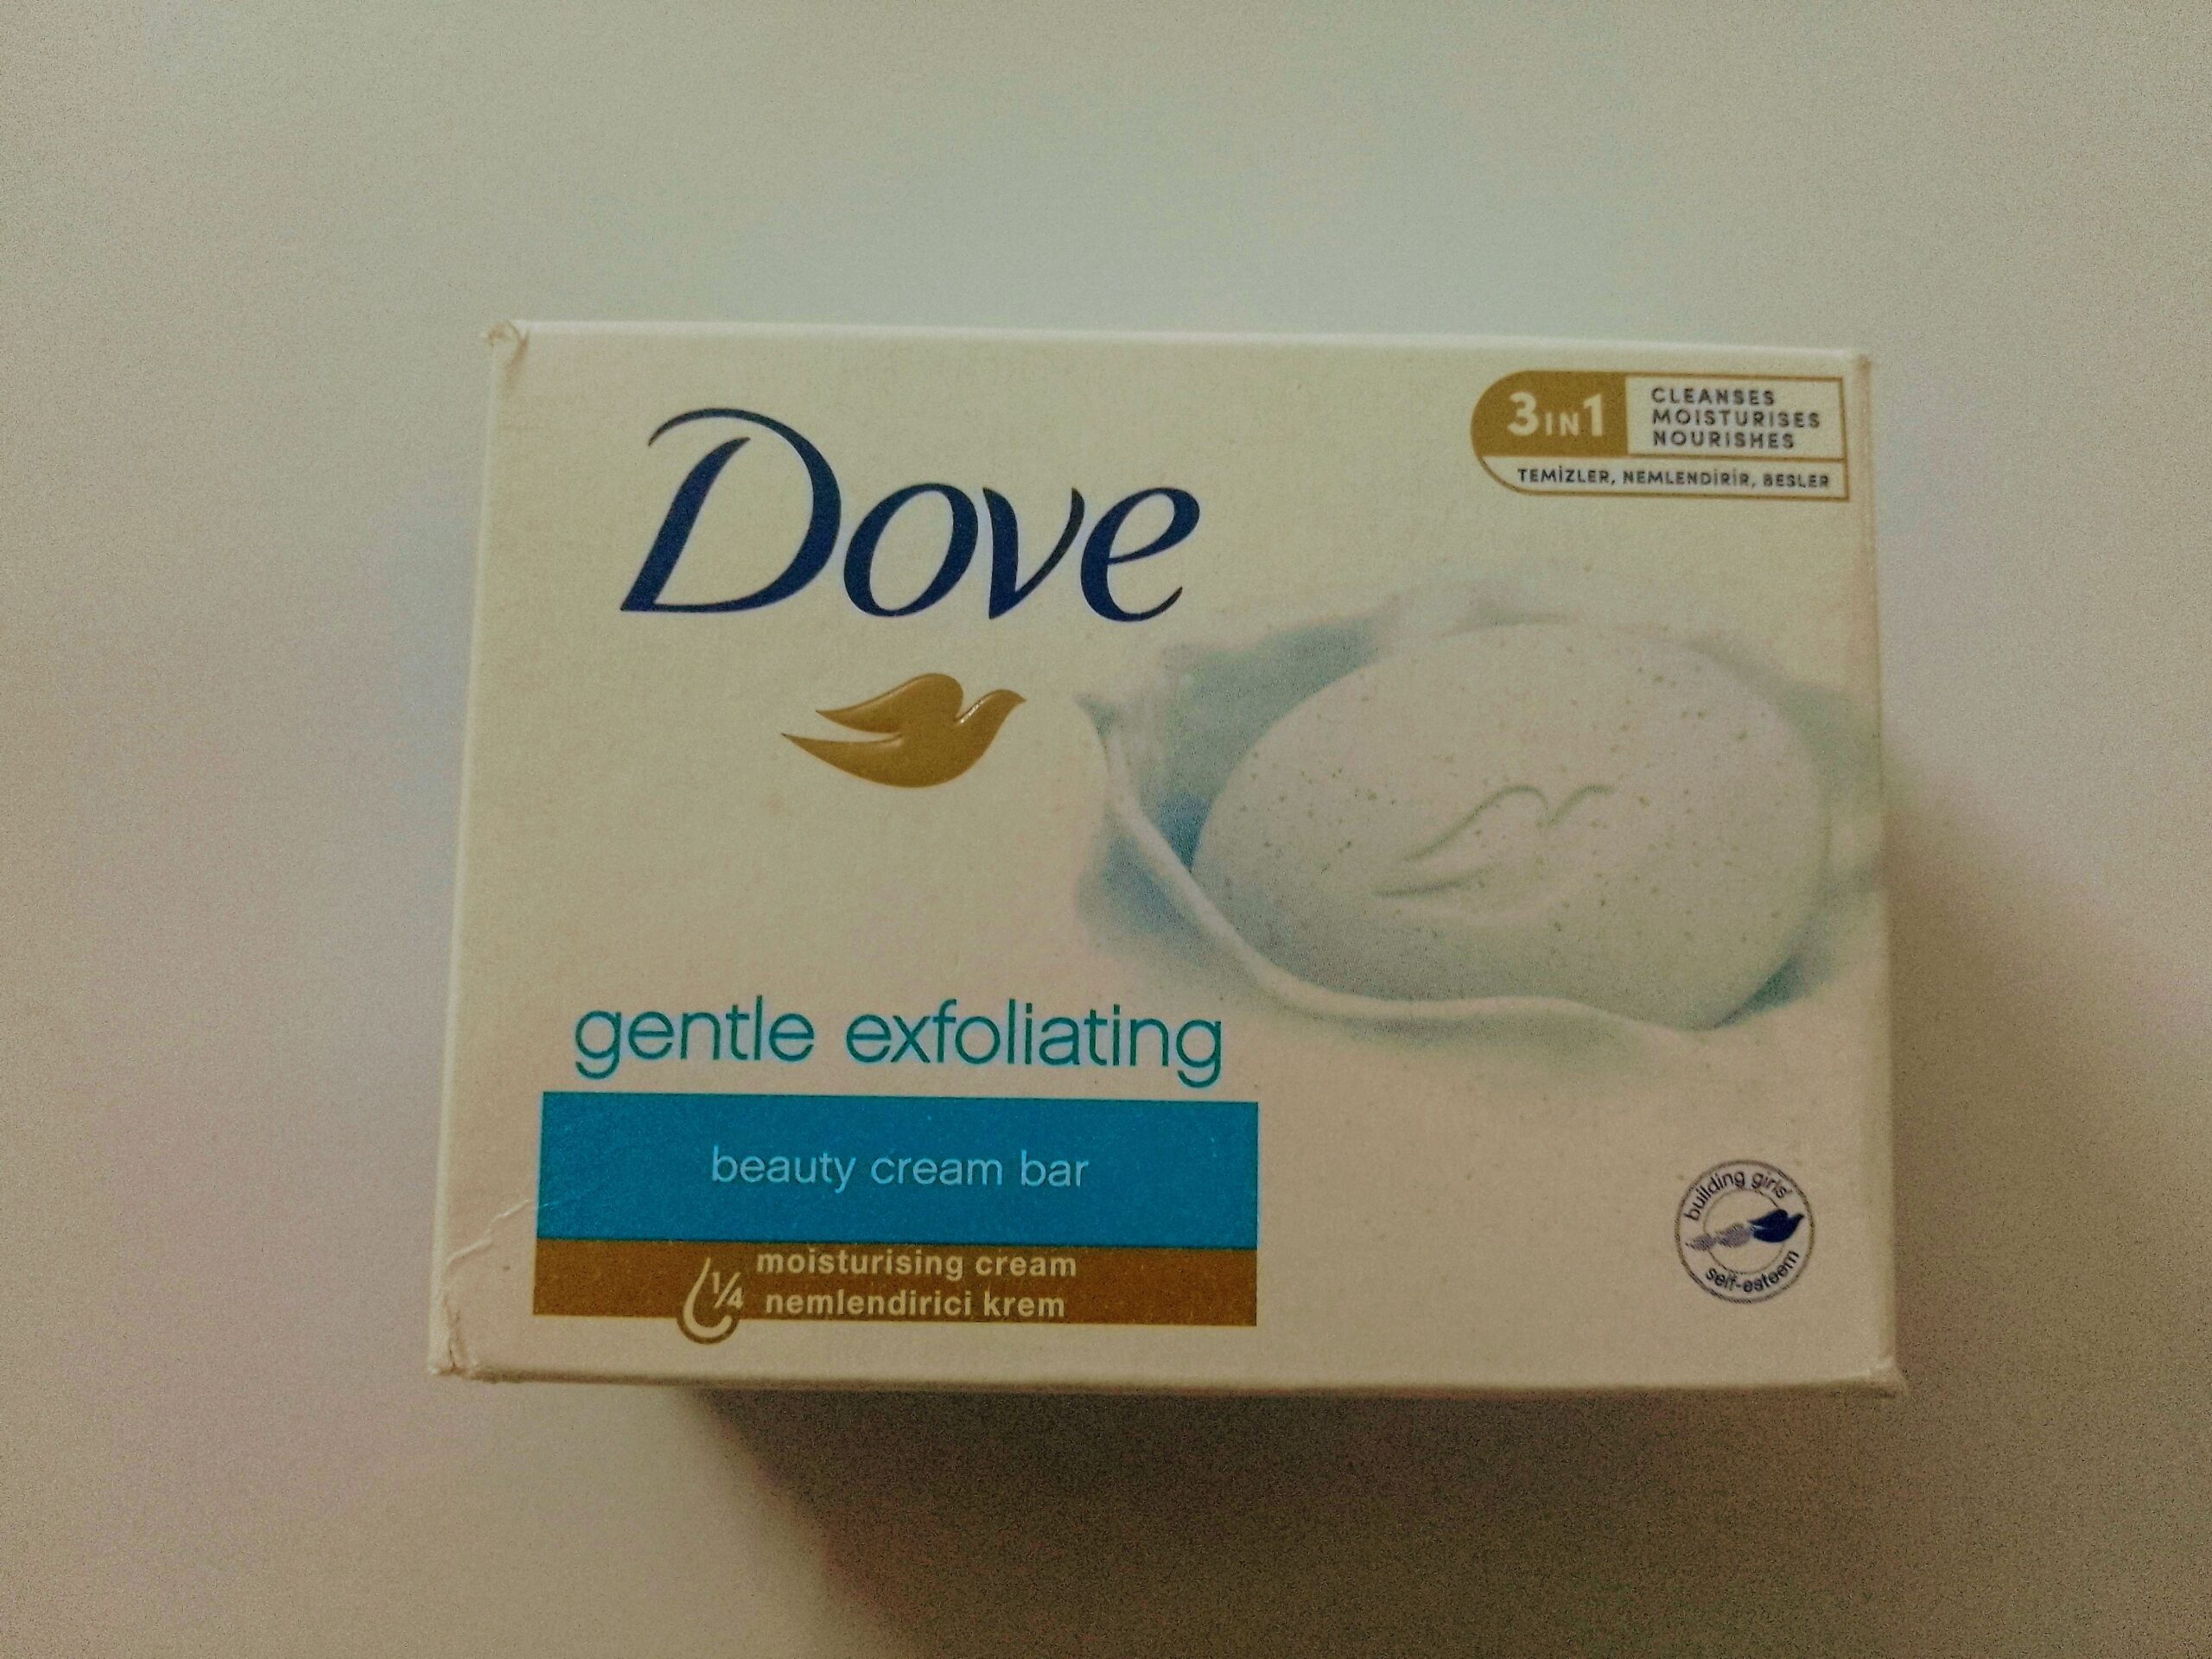 Dove
3IN1
CLEANSES
MOISTURISES
NOURISHES
TEMİZLER, NEMLENDİRİR, BESLER
gentle exfoliating
beauty cream bar
1/4
moisturising cream
nemlendirici krem
building girls'
self-esteem